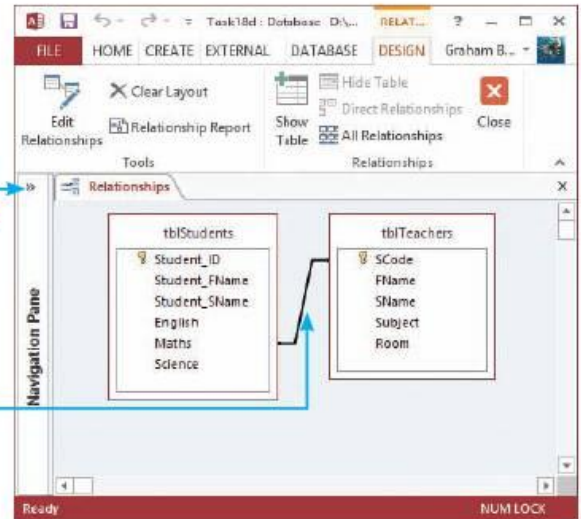 Task18d : Database D:\... RELAT... ?
FILE HOME CREATE EXTERNAL DATABASE DESIGN Graham B...
Edit Relationships
Clear Layout
Relationship Report
Tools
Show Table
Hide Table
Direct Relationships
All Relationships
Close
Relationships
» Relationships X
Navigation Pane
tblStudents
Student_ID
Student_FName
Student_SName
English
Maths
Science
tblTeachers
SCode
FName
SName
Subject
Room
Ready NUM LOCK